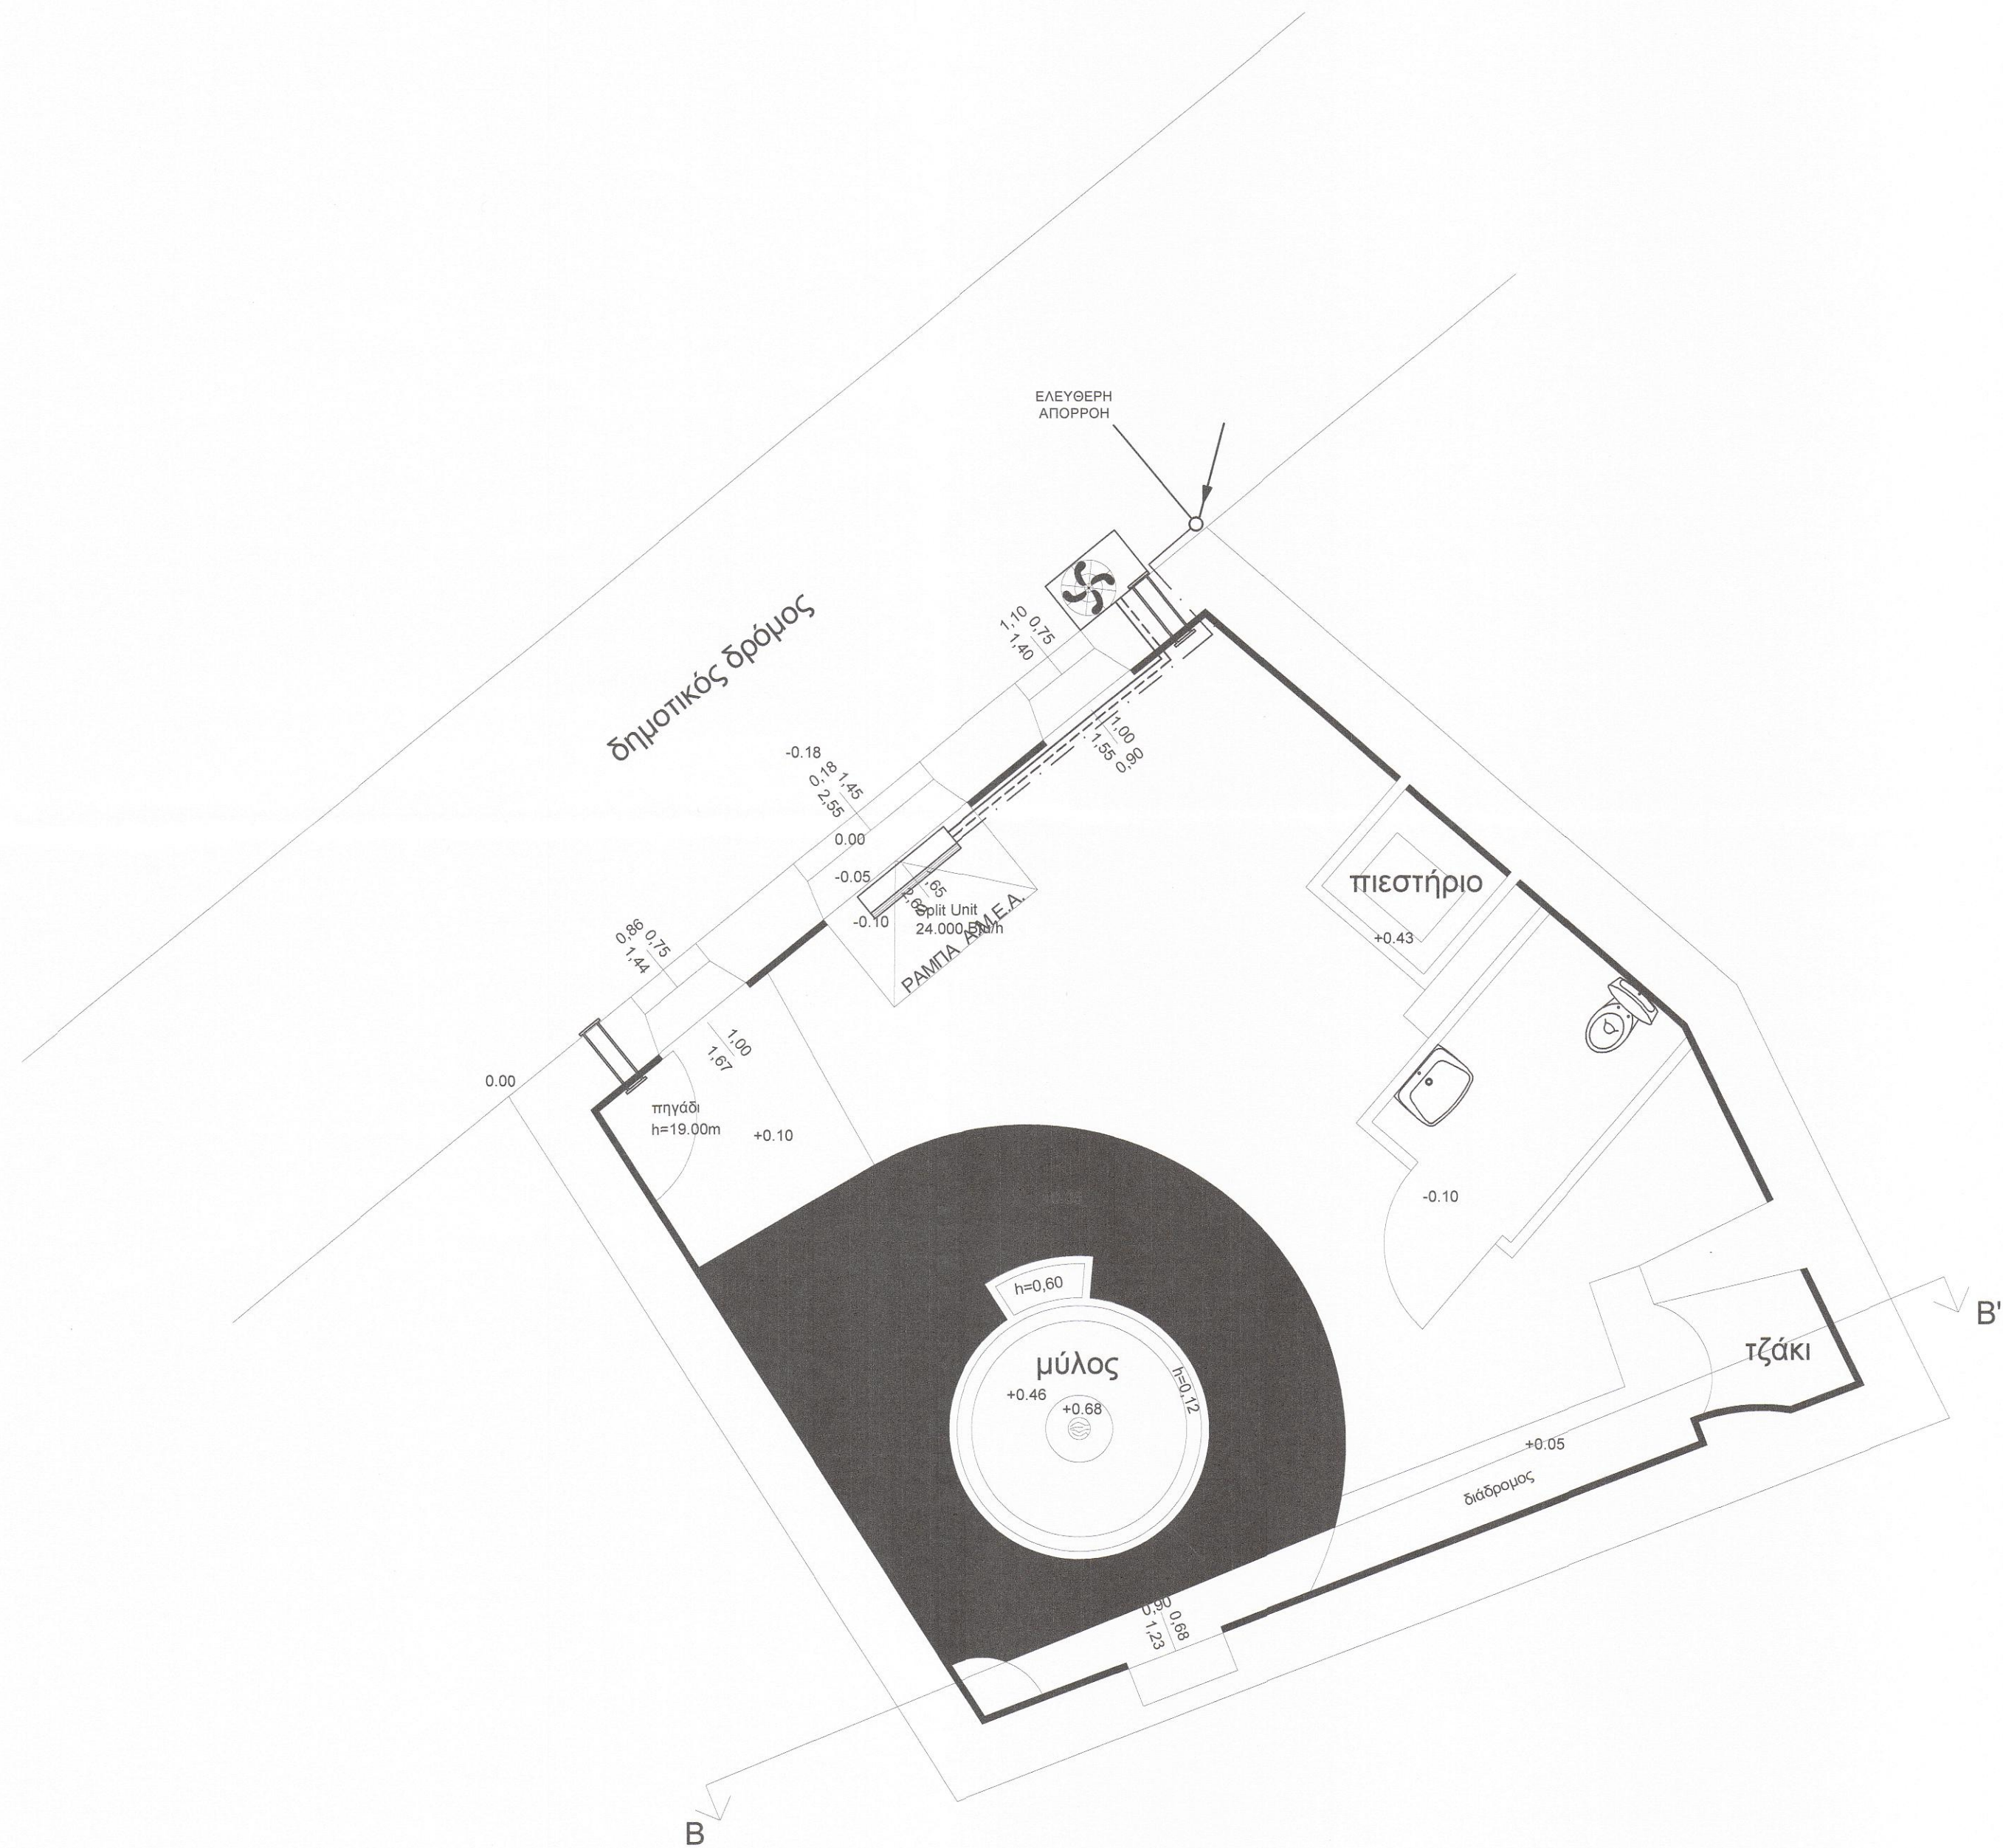 ΕΛΕΥΘΕΡΗ
ΑΠΟΡΡΟΗ
δημοτικός δρόμος
1,10 0,75
1,40
-0.18
0,18 1,45
2,55
1,00
1,55 0,90
0.00
-0.05
-0.10
Split Unit
24.000 Btu/h
ΡΑΜΠΑ Α.Μ.Ε.Α.
πιεστήριο
+0.43
0,86 0,75
1,44
1,00
1,67
0.00
πηγάδι
h=19.00m
+0.10
-0.10
h=0,60
μύλος
+0.46
+0.68
h=0,12
B'
τζάκι
+0.05
διάδρομος
0,68
1,23
B